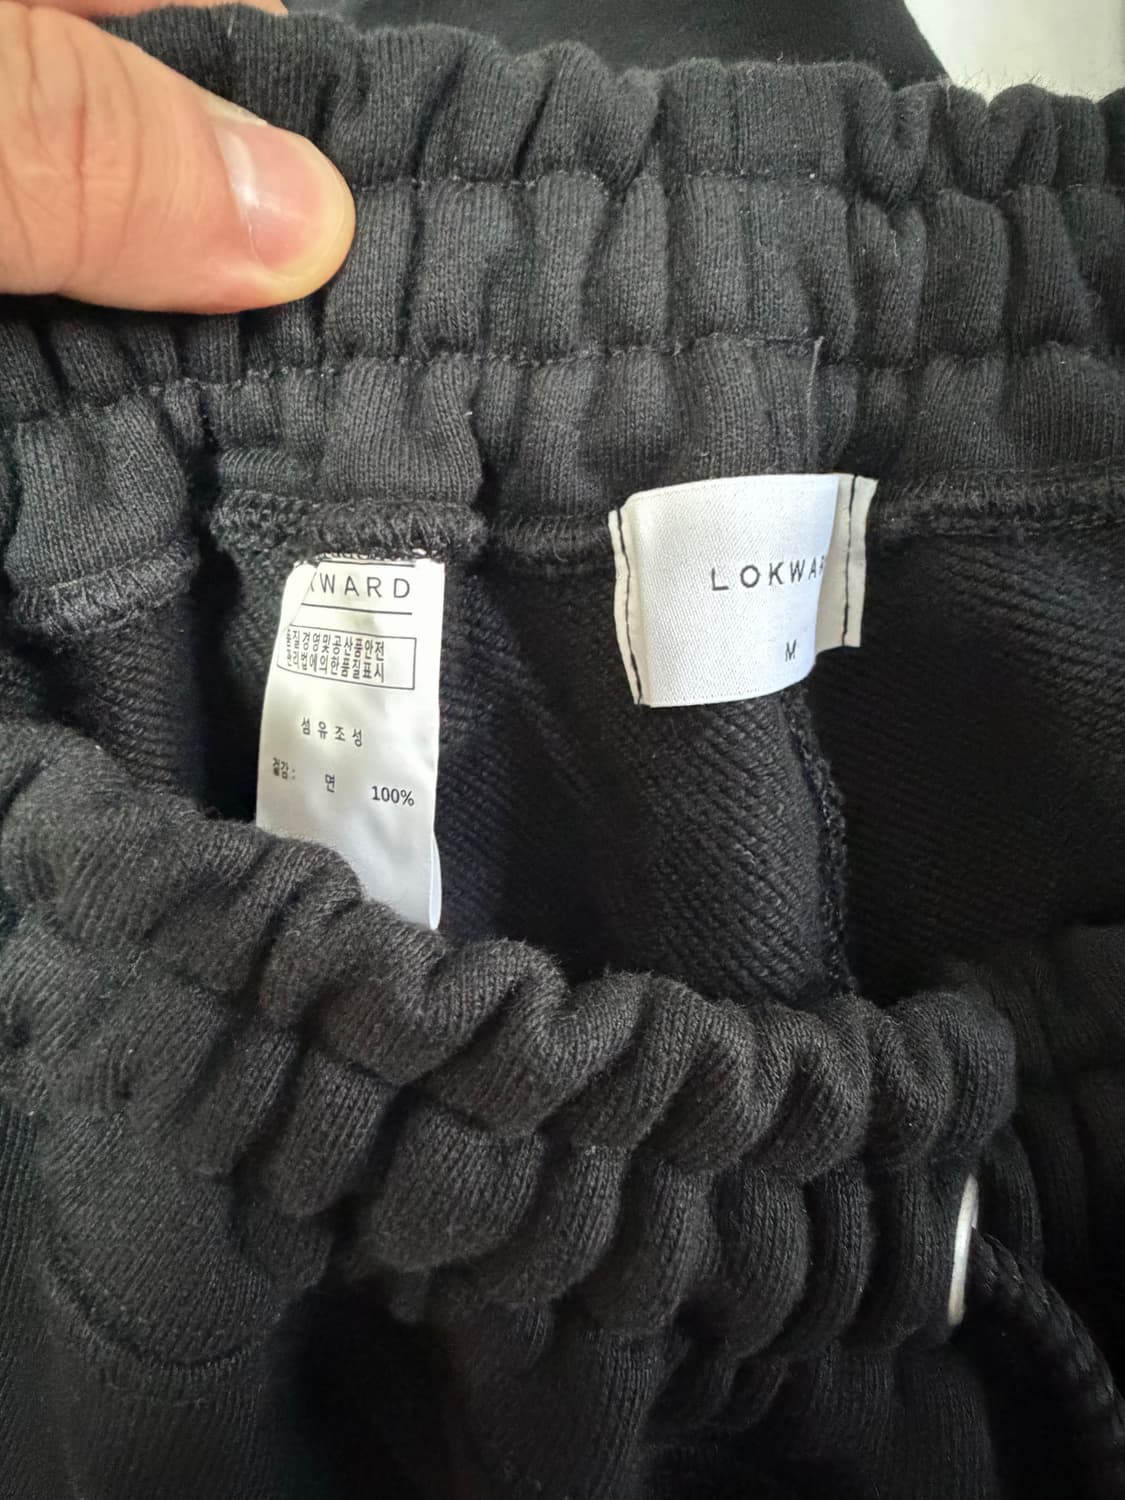 KWARD
품질경영및공산품안전
관리법에의한품질표시
섬유조성
겉감: 면 100%
LOKWAR
M